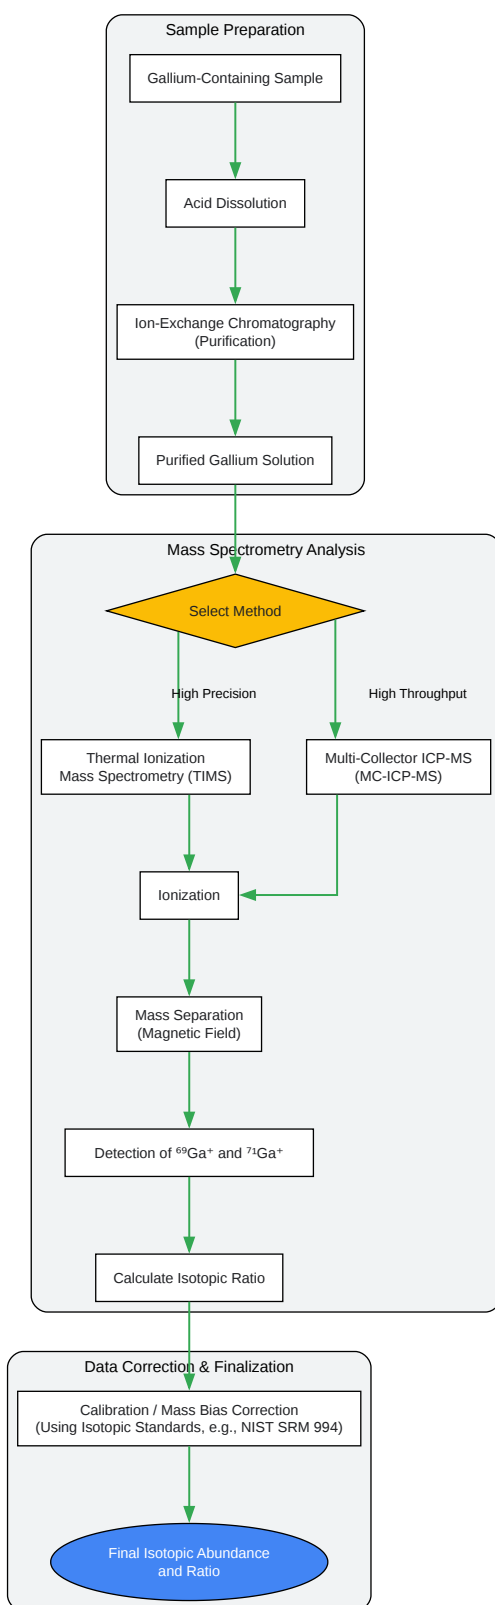 Sample Preparation
Gallium-Containing Sample
Acid Dissolution
Ion-Exchange Chromatography
(Purification)
Purified Gallium Solution
Mass Spectrometry Analysis
Select Method
High Precision
High Throughput
Thermal Ionization
Mass Spectrometry (TIMS)
Multi-Collector ICP-MS
(MC-ICP-MS)
Ionization
Mass Separation
(Magnetic Field)
Detection of ⁶⁹Ga⁺ and ⁷¹Ga⁺
Calculate Isotopic Ratio
Data Correction & Finalization
Calibration / Mass Bias Correction
(Using Isotopic Standards, e.g., NIST SRM 994)
Final Isotopic Abundance
and Ratio